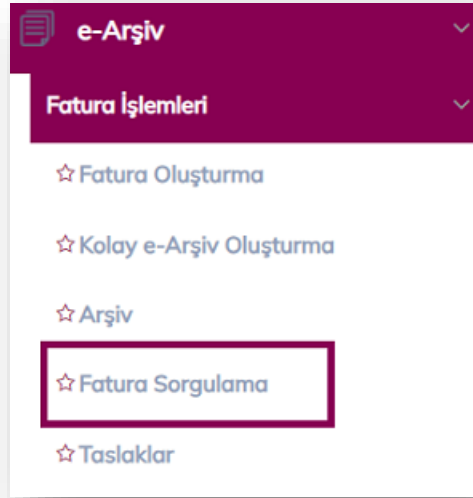 e-Arşiv
Fatura İşlemleri
Fatura Oluşturma
Kolay e-Arşiv Oluşturma
Arşiv
Fatura Sorgulama
Taslaklar